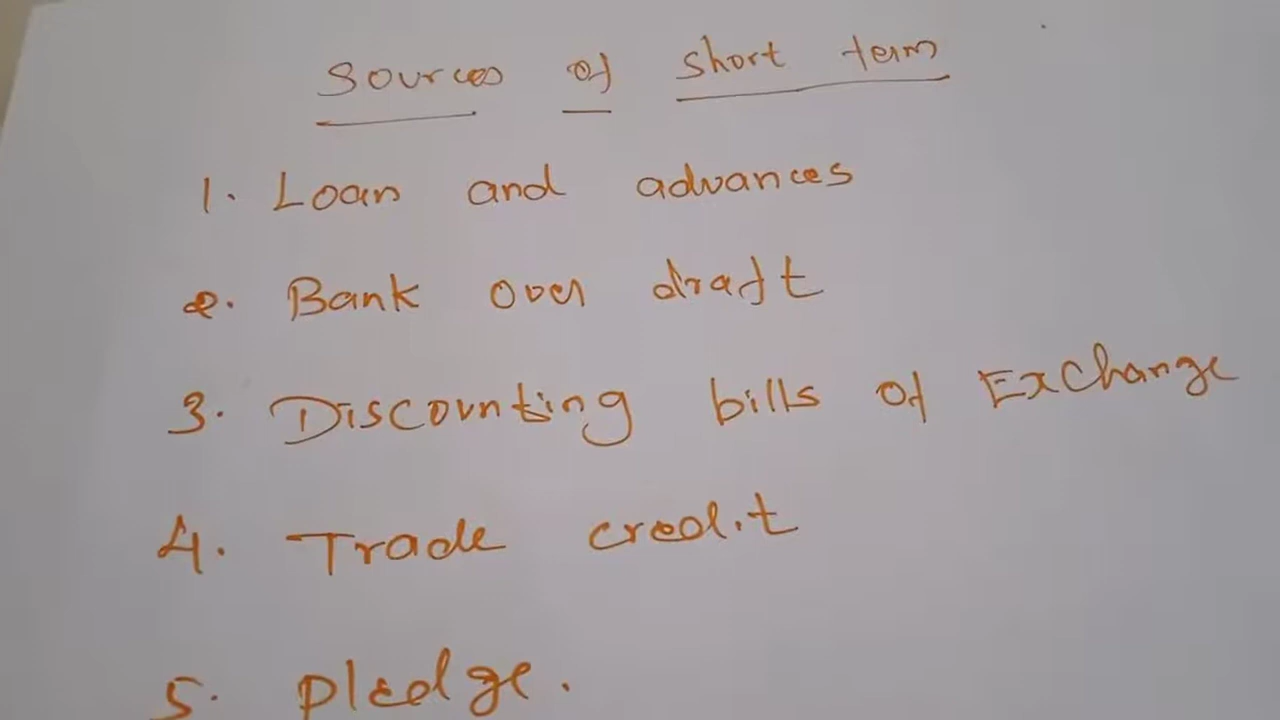 Sources of short term
1. Loan and advances
2. Bank over draft
3. Discounting bills of Exchange
4. Trade credit
5. pledge.